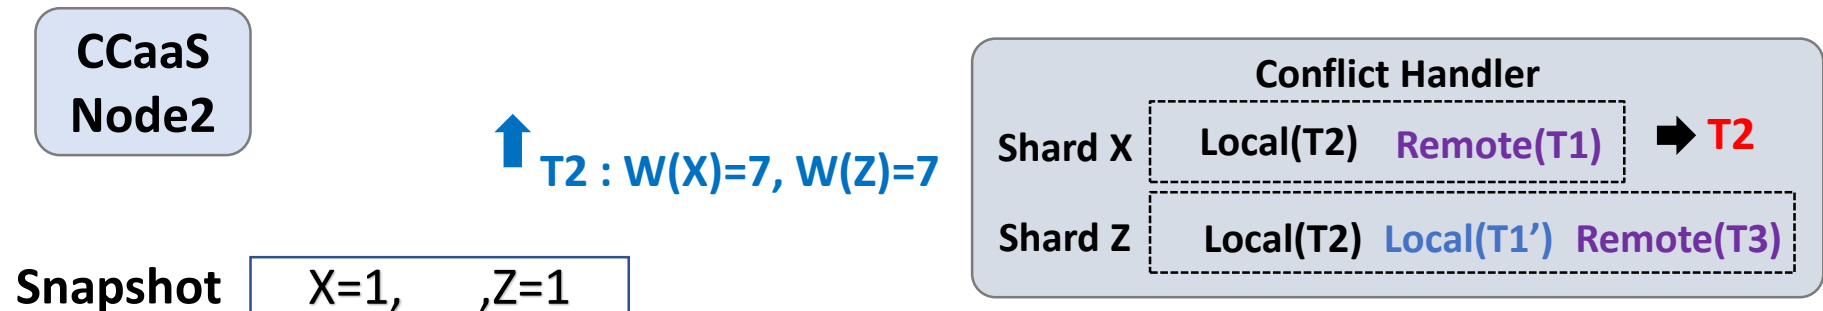 CCaaS
Node2
T2 : W(X)=7, W(Z)=7
Snapshot X=1, ,Z=1
Conflict Handler
Shard X Local(T2) Remote(T1) T2
Shard Z Local(T2) Local(T1’) Remote(T3)